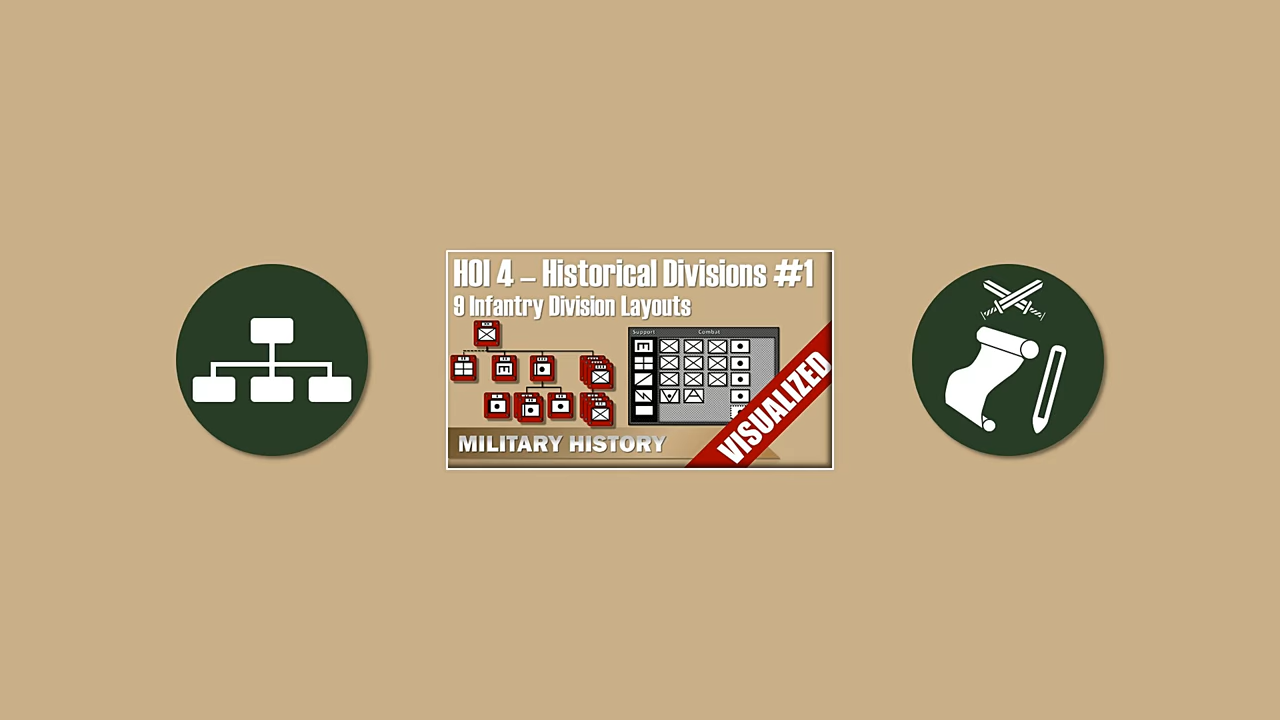 HOI 4 – Historical Divisions #1
9 Infantry Division Layouts
Support Combat
VISUALIZED
MILITARY HISTORY